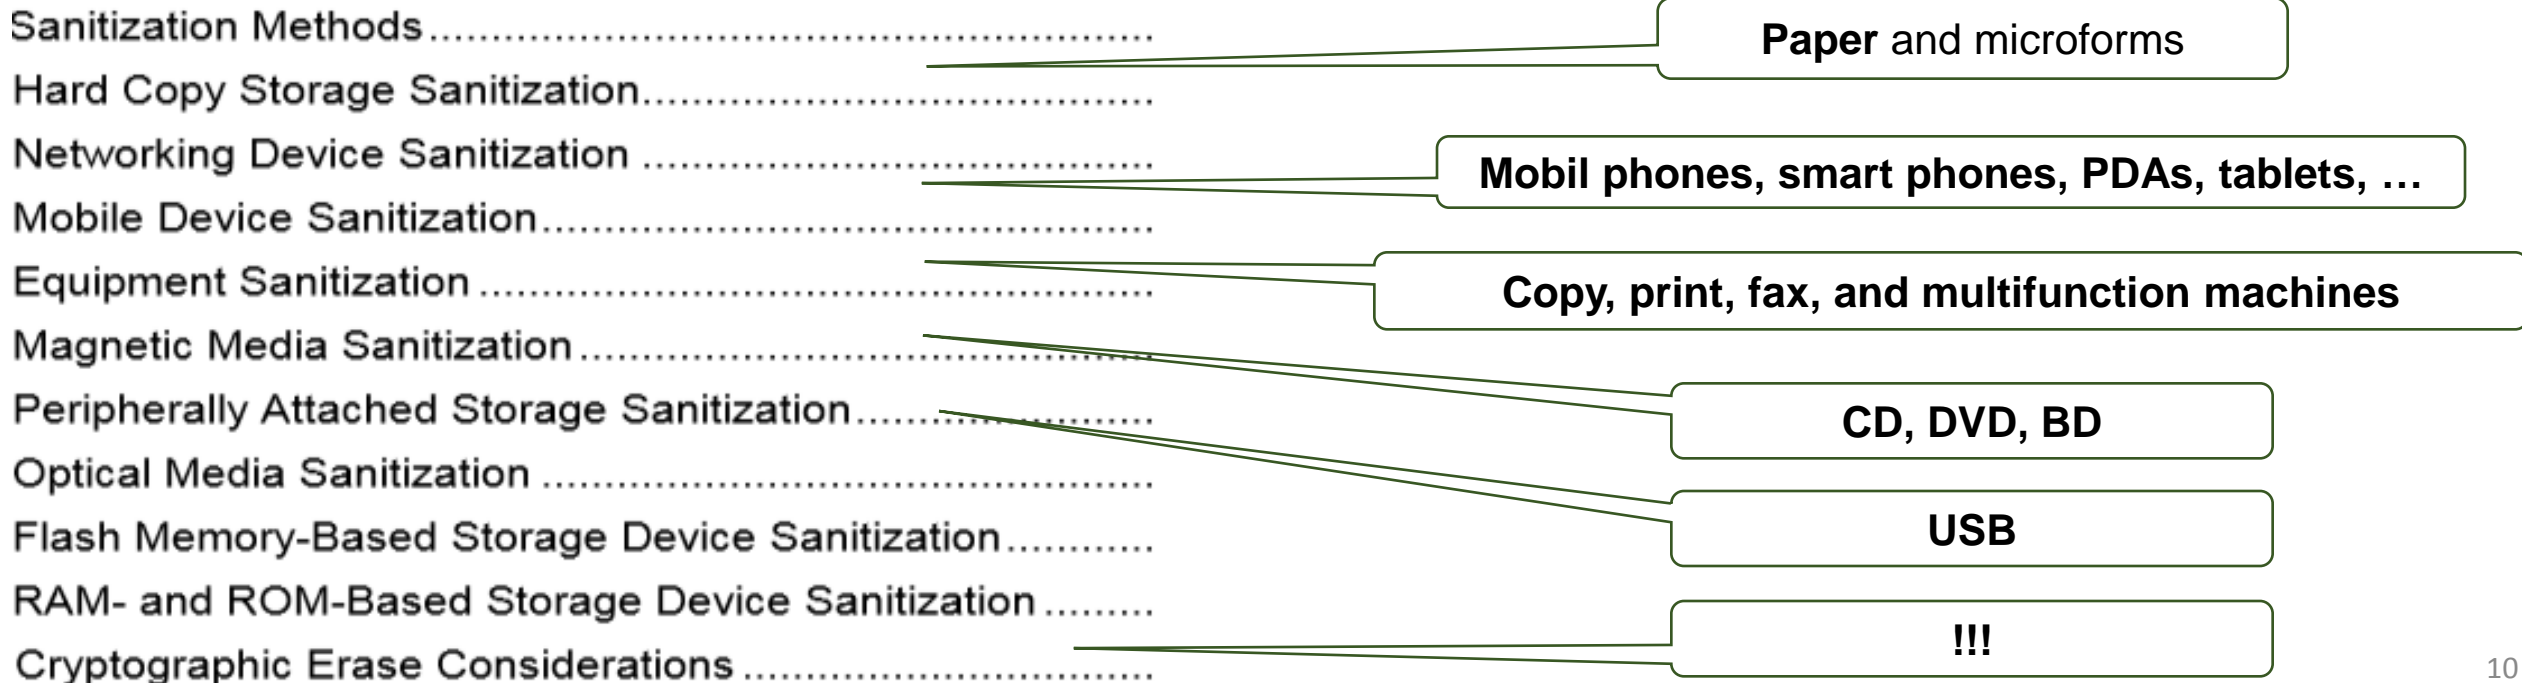 Sanitization Methods..........................................................
Paper and microforms
Hard Copy Storage Sanitization.........................................
Networking Device Sanitization .........................................
Mobil phones, smart phones, PDAs, tablets, …
Mobile Device Sanitization.................................................
Equipment Sanitization ......................................................
Copy, print, fax, and multifunction machines
Magnetic Media Sanitization..............................................
Peripherally Attached Storage Sanitization........................
CD, DVD, BD
Optical Media Sanitization .................................................
Flash Memory-Based Storage Device Sanitization............
USB
RAM- and ROM-Based Storage Device Sanitization .........
!!!
Cryptographic Erase Considerations .................................
10